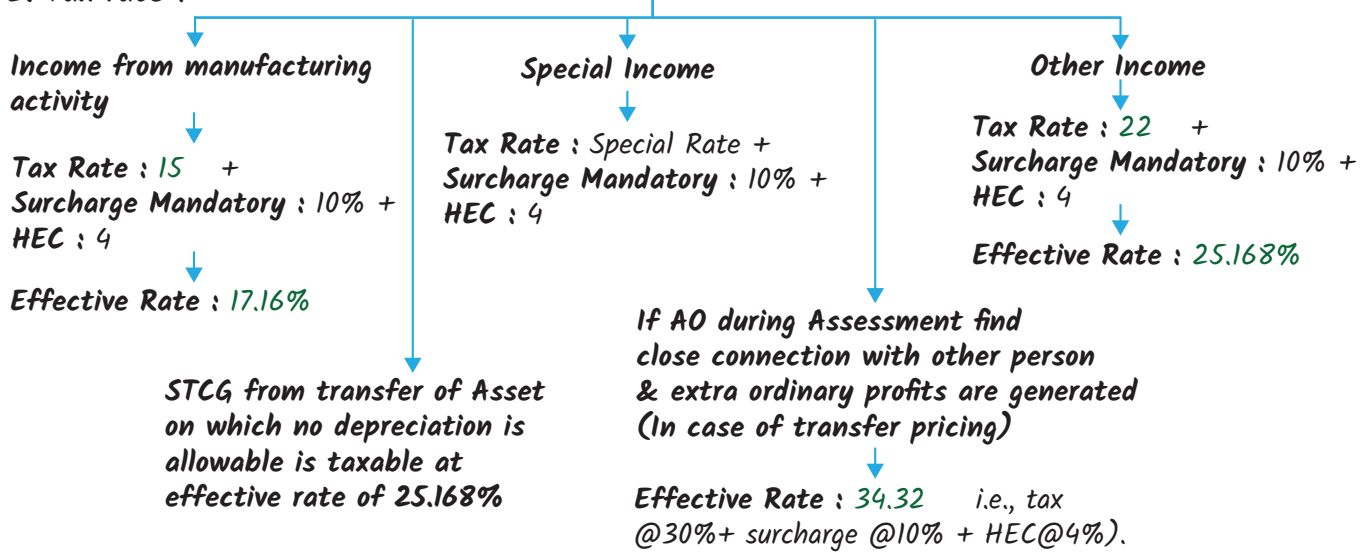 Income from manufacturing
activity
Tax Rate : 15 +
Surcharge Mandatory : 10% +
HEC : 4
Effective Rate : 17.16%
STCG from transfer of Asset
on which no depreciation is
allowable is taxable at
effective rate of 25.168%
Special Income
Tax Rate : Special Rate +
Surcharge Mandatory : 10% +
HEC : 4
If AO during Assessment find
close connection with other person
& extra ordinary profits are generated
(In case of transfer pricing)
Effective Rate : 34.32 i.e., tax
@30%+ surcharge @10% + HEC@4%).
Other Income
Tax Rate : 22 +
Surcharge Mandatory : 10% +
HEC : 4
Effective Rate : 25.168%